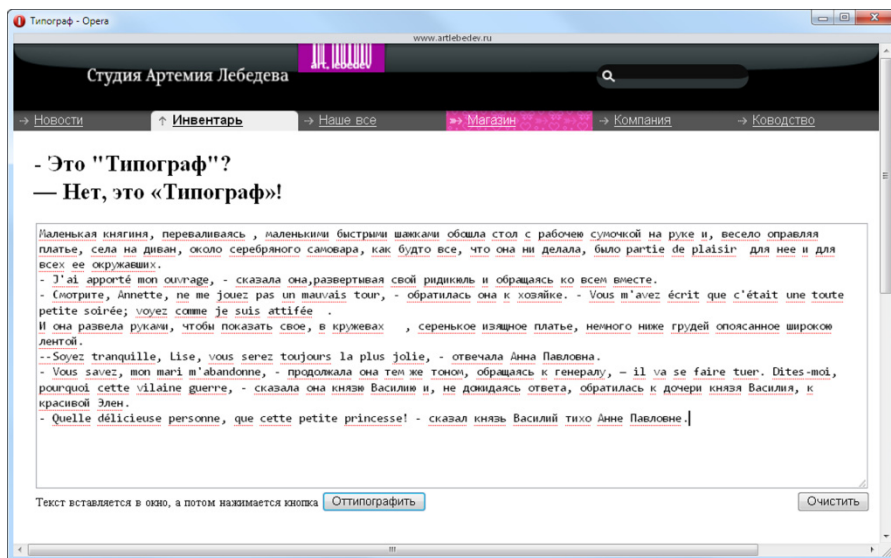 Типограф - Opera
www.artlebedev.ru
art. lebedev
Студия Артемия Лебедева
→ Новости
↑ Инвентарь
→ Наше все
»→ Магазин
→ Компания
→ Ководство
- Это "Типограф"?
— Нет, это «Типограф»!
Маленькая княгиня, переваливаясь , маленькими быстрыми шажками обошла стол с рабочею сумочкой на руке и, весело оправляя
платье, села на диван, около серебряного самовара, как будто все, что она ни делала, было partie de plaisir  для нее и для
всех ее окружавших.
- J'ai apporté mon ouvrage, - сказала она,развертывая свой ридикюль и обращаясь ко всем вместе.
- Смотрите, Annette, ne me jouez pas un mauvais tour, - обратилась она к хозяйке. - Vous m'avez écrit que c'était une toute
petite soirée; voyez comme je suis attifée  .
И она развела руками, чтобы показать свое, в кружевах   , серенькое изящное платье, немного ниже грудей опоясанное широкою
лентой.
--Soyez tranquille, Lise, vous serez toujours la plus jolie, - отвечала Анна Павловна.
- Vous savez, mon mari m'abandonne, - продолжала она тем же тоном, обращаясь к генералу, — il va se faire tuer. Dites-moi,
pourquoi cette vilaine guerre, - сказала она князю Василию и, не дожидаясь ответа, обратилась к дочери князя Василия, к
красивой Элен.
- Quelle délicieuse personne, que cette petite princesse! - сказал князь Василий тихо Анне Павловне.
Текст вставляется в окно, а потом нажимается кнопка Оттипографить
Очистить